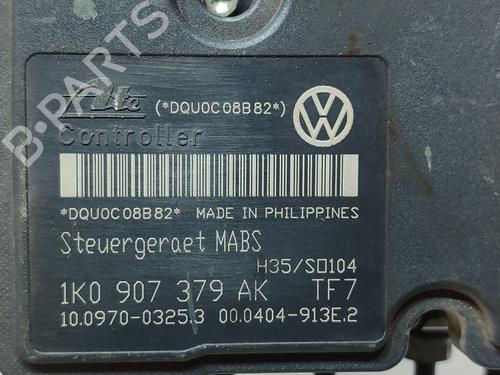 Ate (*DQU0C08B82*)
Controller
*DQU0C08B82* MADE IN PHILIPPINES
Steuergeraet MABS
H35/S0104
1K0 907 379 AK TF7
10.0970-0325.3 00.0404-913E.2
B-PARTS